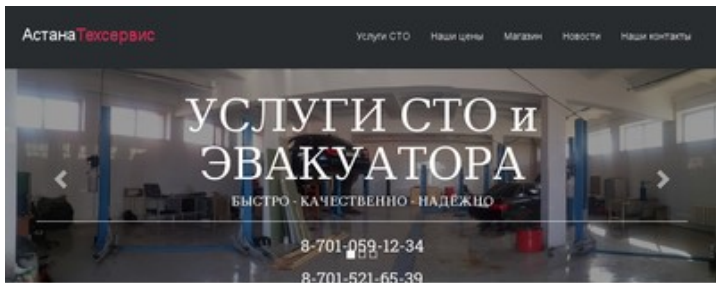 АстанаТехсервис
Услуги СТО Наши цены Магазин Новости Наши контакты
УСЛУГИ СТО и
ЭВАКУАТОРА
БЫСТРО - КАЧЕСТВЕННО - НАДЁЖНО
8-701-059-12-34
8-701-521-65-39